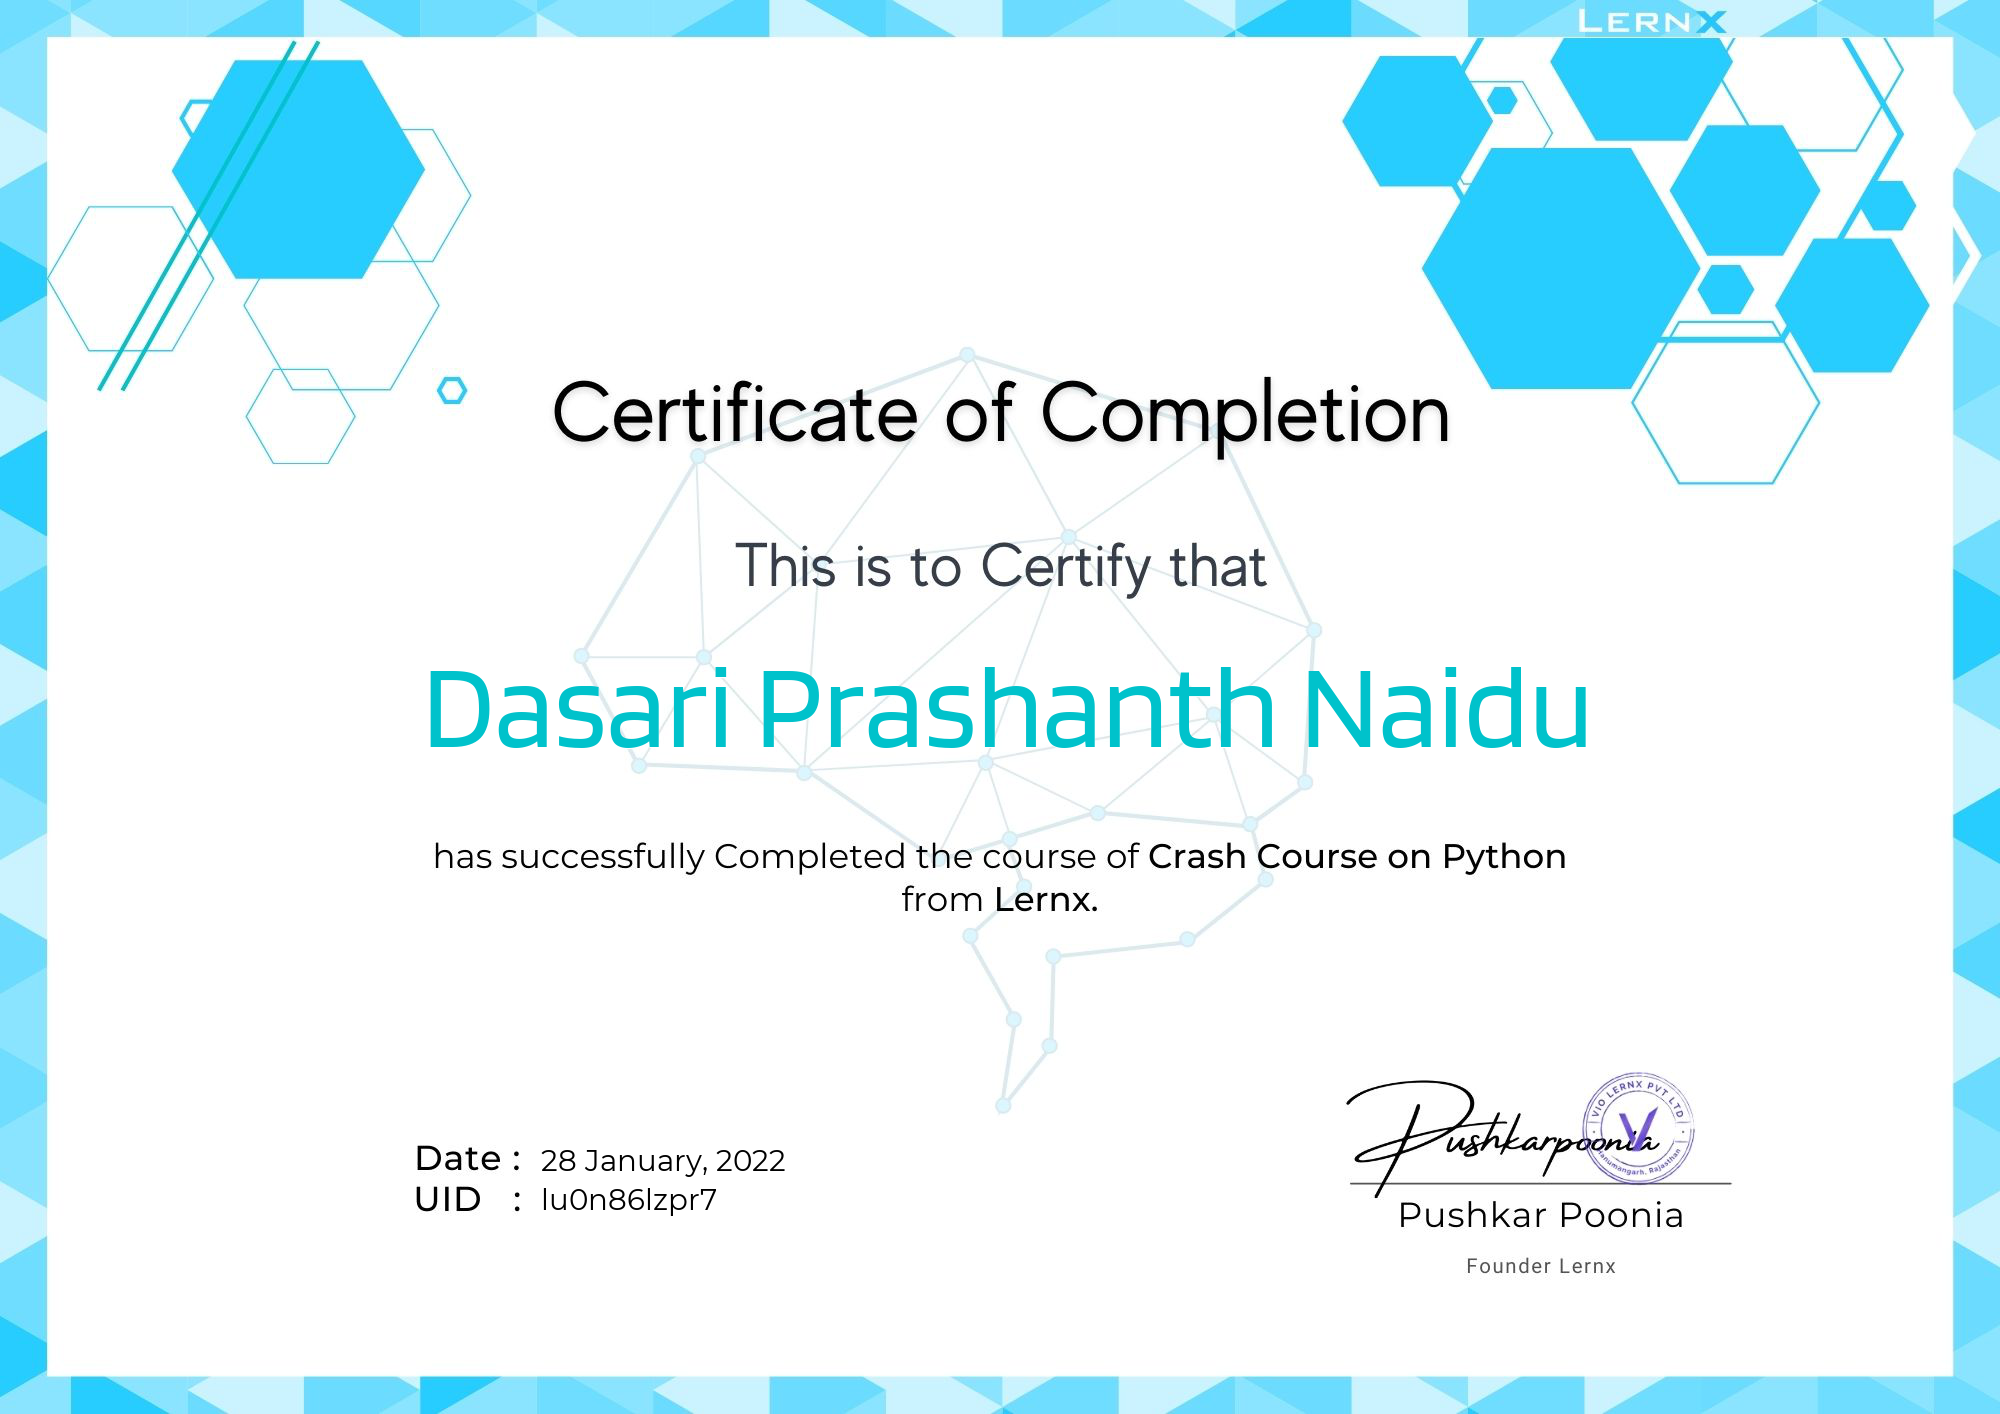 LERNX
Certificate of Completion
This is to Certify that
Dasari Prashanth Naidu
has successfully Completed the course of Crash Course on Python
from Lernx.
Date : 28 January, 2022
UID : lu0n86lzpr7
Pushkarpoonia
VIO LERNX PVT LTD
Hanumangarh, Rajasthan
Pushkar Poonia
Founder Lernx